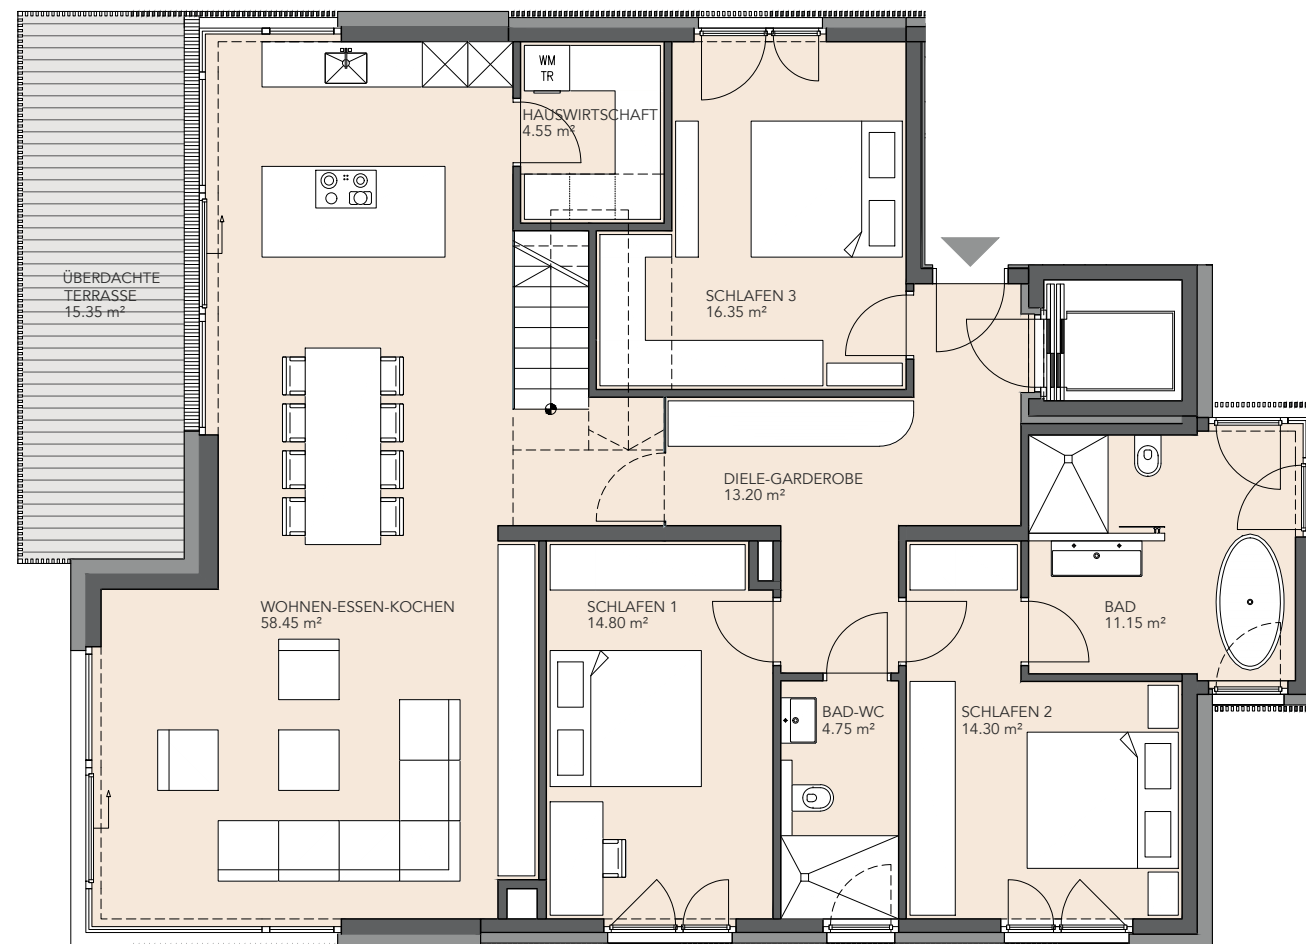 WM
TR
HAUSWIRTSCHAFT
4.55 m²
ÜBERDACHTE
TERRASSE
15.35 m²
SCHLAFEN 3
16.35 m²
DIELE-GARDEROBE
13.20 m²
WOHNEN-ESSEN-KOCHEN
58.45 m²
SCHLAFEN 1
14.80 m²
BAD
11.15 m²
BAD-WC
4.75 m²
SCHLAFEN 2
14.30 m²